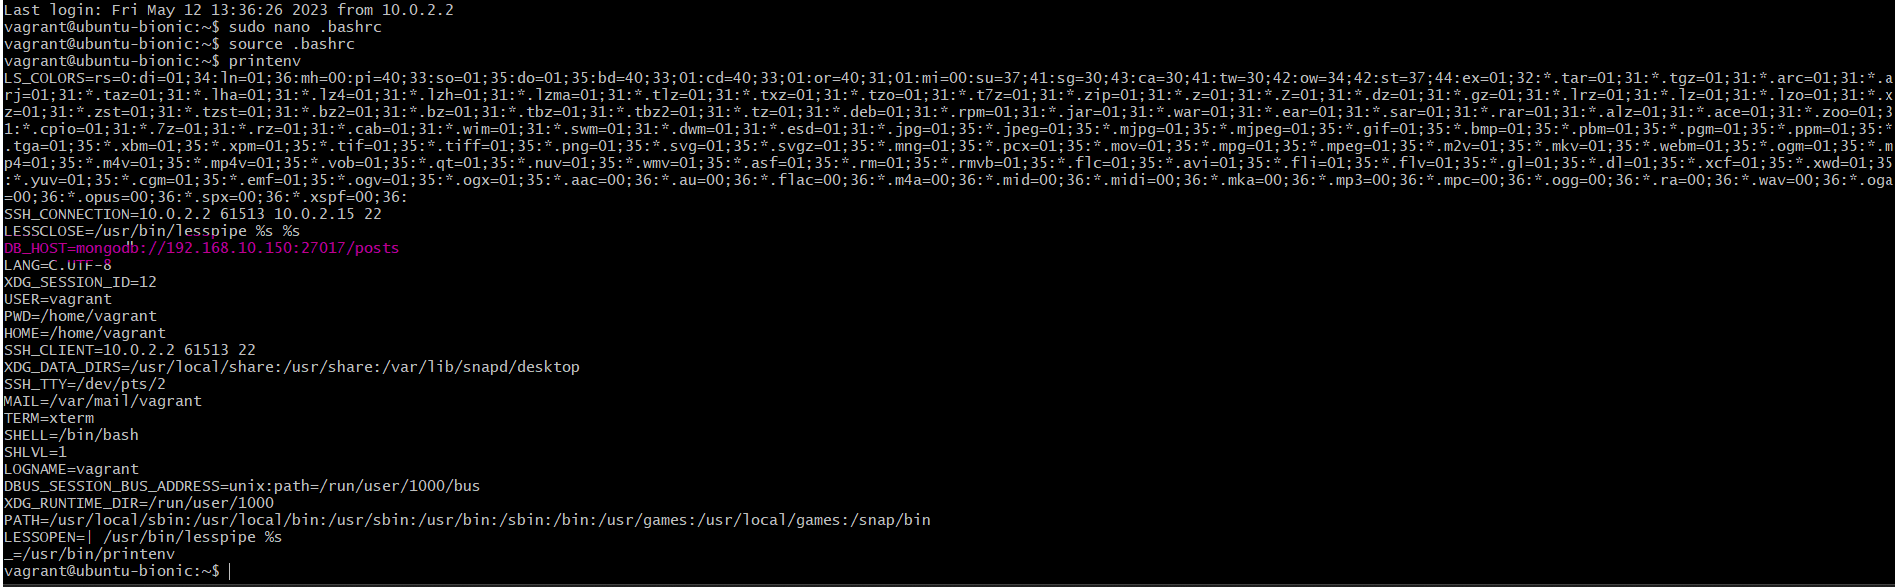 Last login: Fri May 12 13:36:26 2023 from 10.0.2.2
vagrant@ubuntu-bionic:~$ sudo nano .bashrc
vagrant@ubuntu-bionic:~$ source .bashrc
vagrant@ubuntu-bionic:~$ printenv
LS_COLORS=rs=0:di=01;34:ln=01;36:mh=00:pi=40;33:so=01;35:do=01;35:bd=40;33;01:cd=40;33;01:or=40;31;01:mi=00:su=37;41:sg=30;43:ca=30;41:tw=30;42:ow=34;42:st=37;44:ex=01;32:*.tar=01;31:*.tgz=01;31:*.arc=01;31:*.a
rj=01;31:*.taz=01;31:*.lha=01;31:*.lz4=01;31:*.lzh=01;31:*.lzma=01;31:*.tlz=01;31:*.txz=01;31:*.tzo=01;31:*.t7z=01;31:*.zip=01;31:*.z=01;31:*.Z=01;31:*.dz=01;31:*.gz=01;31:*.lrz=01;31:*.lz=01;31:*.lzo=01;31:*.x
z=01;31:*.zst=01;31:*.tzst=01;31:*.bz2=01;31:*.bz=01;31:*.tbz=01;31:*.tbz2=01;31:*.tz=01;31:*.deb=01;31:*.rpm=01;31:*.jar=01;31:*.war=01;31:*.ear=01;31:*.sar=01;31:*.rar=01;31:*.alz=01;31:*.ace=01;31:*.zoo=01;3
1:*.cpio=01;31:*.7z=01;31:*.rz=01;31:*.cab=01;31:*.wim=01;31:*.swm=01;31:*.dwm=01;31:*.esd=01;31:*.jpg=01;35:*.jpeg=01;35:*.mjpg=01;35:*.mjpeg=01;35:*.gif=01;35:*.bmp=01;35:*.pbm=01;35:*.pgm=01;35:*.ppm=01;35:*
.tga=01;35:*.xbm=01;35:*.xpm=01;35:*.tif=01;35:*.tiff=01;35:*.png=01;35:*.svg=01;35:*.svgz=01;35:*.mng=01;35:*.pcx=01;35:*.mov=01;35:*.mpg=01;35:*.mpeg=01;35:*.m2v=01;35:*.mkv=01;35:*.webm=01;35:*.ogm=01;35:*.m
p4=01;35:*.m4v=01;35:*.mp4v=01;35:*.vob=01;35:*.qt=01;35:*.nuv=01;35:*.wmv=01;35:*.asf=01;35:*.rm=01;35:*.rmvb=01;35:*.flc=01;35:*.avi=01;35:*.fli=01;35:*.flv=01;35:*.gl=01;35:*.dl=01;35:*.xcf=01;35:*.xwd=01;35
:*.yuv=01;35:*.cgm=01;35:*.emf=01;35:*.ogv=01;35:*.ogx=01;35:*.aac=00;36:*.au=00;36:*.flac=00;36:*.m4a=00;36:*.mid=00;36:*.midi=00;36:*.mka=00;36:*.mp3=00;36:*.mpc=00;36:*.ogg=00;36:*.ra=00;36:*.wav=00;36:*.oga
=00;36:*.opus=00;36:*.spx=00;36:*.xspf=00;36:
SSH_CONNECTION=10.0.2.2 61513 10.0.2.15 22
LESSCLOSE=/usr/bin/lesspipe %s %s
DB_HOST=mongodb://192.168.10.150:27017/posts
LANG=C.UTF-8
XDG_SESSION_ID=12
USER=vagrant
PWD=/home/vagrant
HOME=/home/vagrant
SSH_CLIENT=10.0.2.2 61513 22
XDG_DATA_DIRS=/usr/local/share:/usr/share:/var/lib/snapd/desktop
SSH_TTY=/dev/pts/2
MAIL=/var/mail/vagrant
TERM=xterm
SHELL=/bin/bash
SHLVL=1
LOGNAME=vagrant
DBUS_SESSION_BUS_ADDRESS=unix:path=/run/user/1000/bus
XDG_RUNTIME_DIR=/run/user/1000
PATH=/usr/local/sbin:/usr/local/bin:/usr/sbin:/usr/bin:/sbin:/bin:/usr/games:/usr/local/games:/snap/bin
LESSOPEN=| /usr/bin/lesspipe %s
_=/usr/bin/printenv
vagrant@ubuntu-bionic:~$